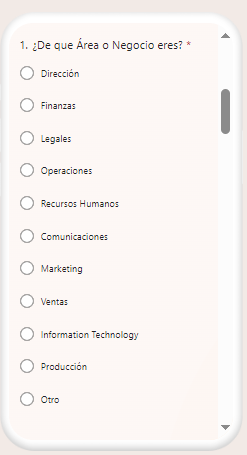 1. ¿De que Área o Negocio eres? *
Dirección
Finanzas
Legales
Operaciones
Recursos Humanos
Comunicaciones
Marketing
Ventas
Information Technology
Producción
Otro